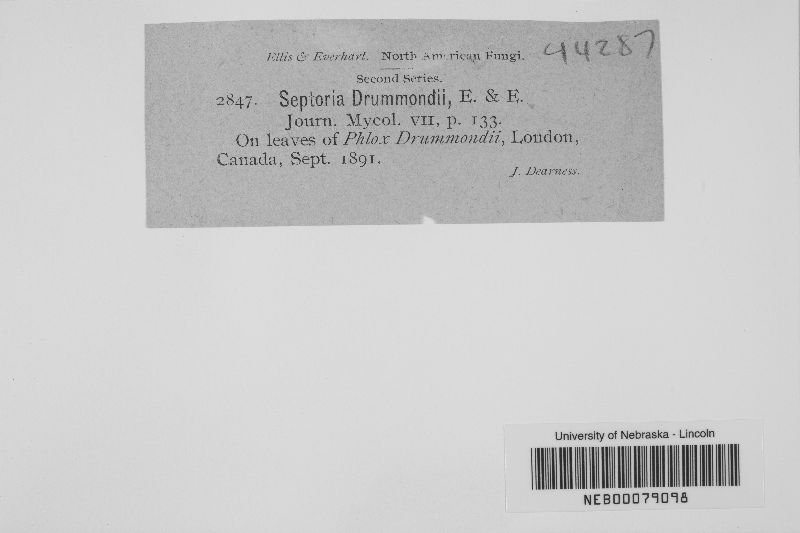 Ellis & Everhart. North American Fungi. 44287
Second Series.
2847. Septoria Drummondii, E. & E.
Journ. Mycol. VII, p. 133.
On leaves of Phlox Drummondii, London,
Canada, Sept. 1891.
J. Dearness.
University of Nebraska - Lincoln
NEB00079098